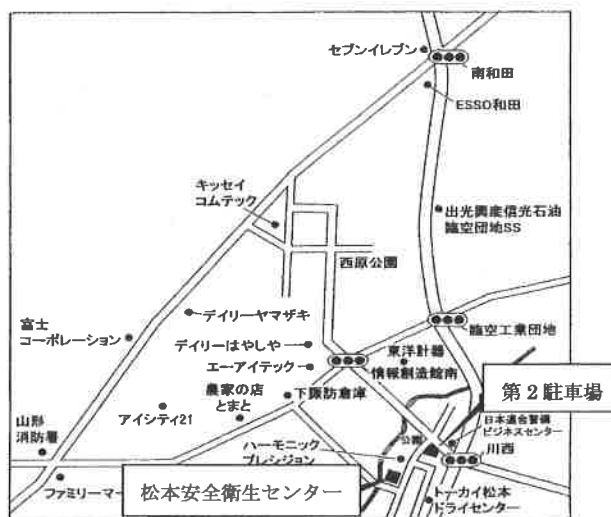 セブンイレブン
南和田
ESSO和田
キッセイ
コムテック
出光興産信光石油
臨空団地SS
西原公園
デイリーヤマザキ
富士
コーポレーション
臨空工業団地
デイリーはやしや
東洋計器
情報創造館南
エーアイテック
第2駐車場
農家の店
とまと
下諏訪倉庫
アイシティ21
山形
消防署
公園
日本連合警備
ビジネスセンター
ハーモニック
プレシジョン
川西
ファミリーマー
松本安全衛生センター
トーカイ松本
ドライセンター